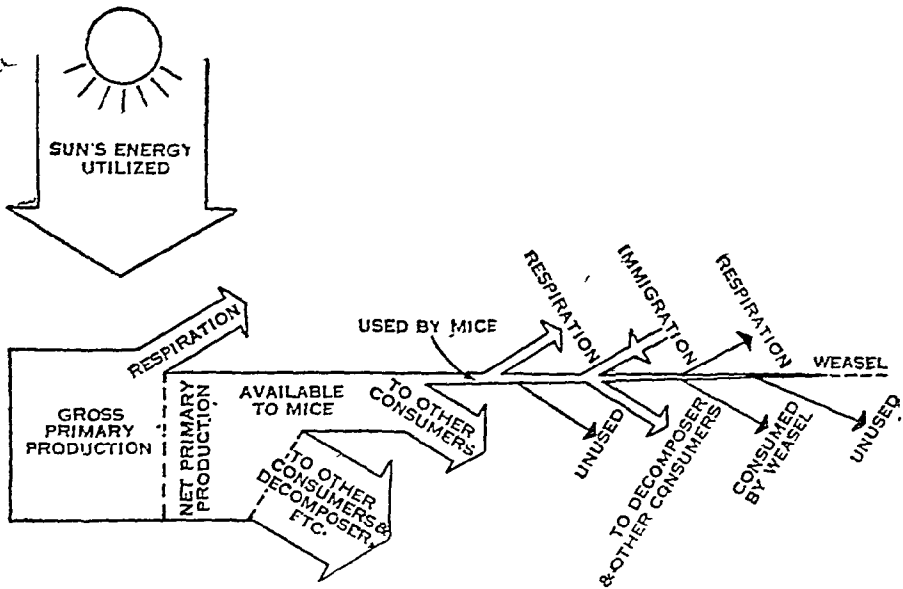 SUN'S ENERGY
UTILIZED
RESPIRATION
GROSS
PRIMARY
PRODUCTION
NET PRIMARY
PRODUCTION
AVAILABLE
TO MICE
TO OTHER
CONSUMERS &
DECOMPOSER,
ETC.
TO OTHER
CONSUMERS
USED BY MICE
RESPIRATION
UNUSED
IMMIGRATION
TO DECOMPOSER
& OTHER CONSUMERS
RESPIRATION
CONSUMED
BY WEASEL
WEASEL
UNUSED